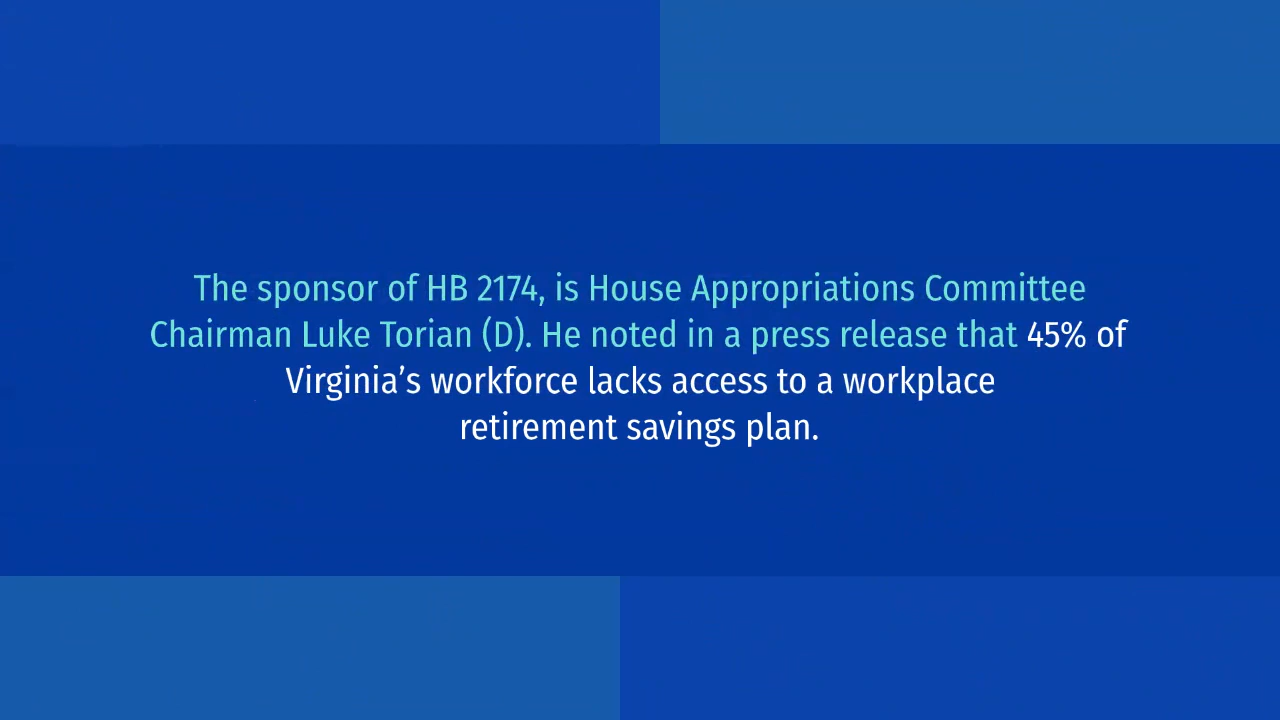 The sponsor of HB 2174, is House Appropriations Committee
Chairman Luke Torian (D). He noted in a press release that 45% of
Virginia’s workforce lacks access to a workplace
retirement savings plan.